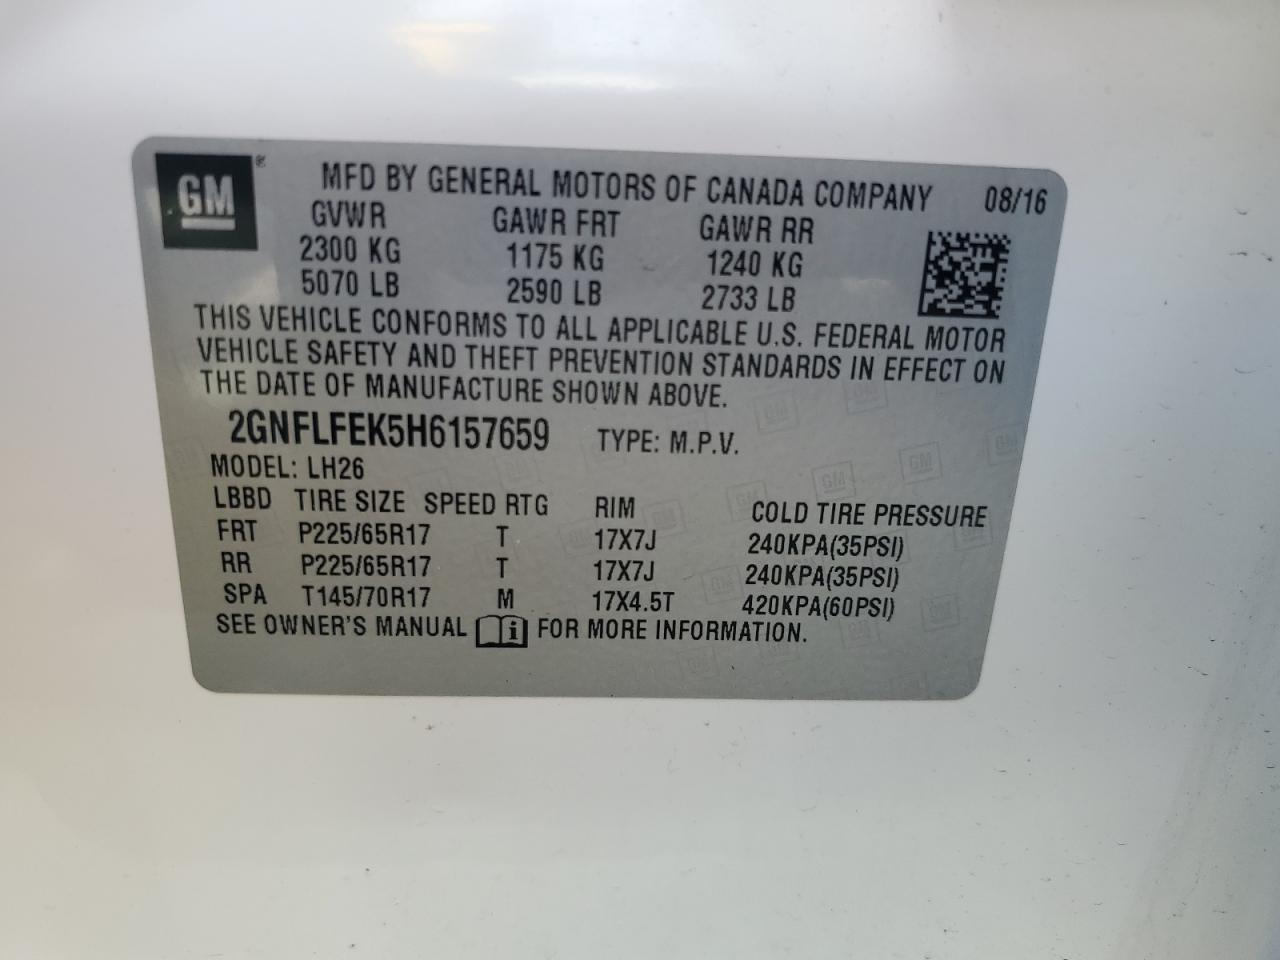 GM ®
MFD BY GENERAL MOTORS OF CANADA COMPANY 08/16
GVWR GAWR FRT GAWR RR
2300 KG 1175 KG 1240 KG
5070 LB 2590 LB 2733 LB
THIS VEHICLE CONFORMS TO ALL APPLICABLE U.S. FEDERAL MOTOR
VEHICLE SAFETY AND THEFT PREVENTION STANDARDS IN EFFECT ON
THE DATE OF MANUFACTURE SHOWN ABOVE.
2GNFLFEK5H6157659 TYPE: M.P.V.
MODEL: LH26
LBBD TIRE SIZE SPEED RTG RIM COLD TIRE PRESSURE
FRT P225/65R17 T 17X7J 240KPA(35PSI)
RR P225/65R17 T 17X7J 240KPA(35PSI)
SPA T145/70R17 M 17X4.5T 420KPA(60PSI)
SEE OWNER'S MANUAL i FOR MORE INFORMATION.